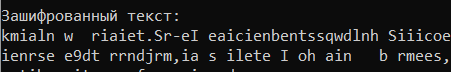 Зашифрованный текст:
kmialn w  riaiet.Sr-eI eaicienbentssqwdlnh Siiicoe
ienrse e9dt rrndjrm,ia s ilete I oh ain   b rmees,